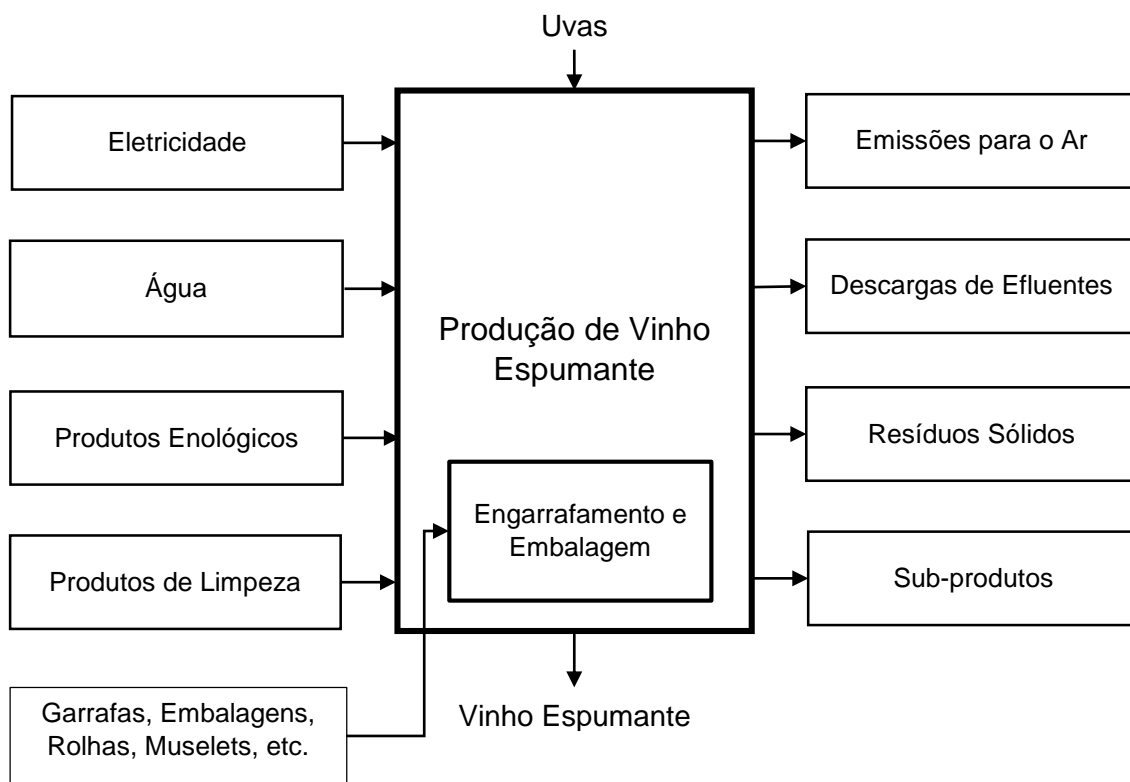 Uvas
Eletricidade
Água
Produtos Enológicos
Produtos de Limpeza
Garrafas, Embalagens,
Rolhas, Muselets, etc.
Produção de Vinho
Espumante
Engarrafamento e
Embalagem
Vinho Espumante
Emissões para o Ar
Descargas de Efluentes
Resíduos Sólidos
Sub-produtos